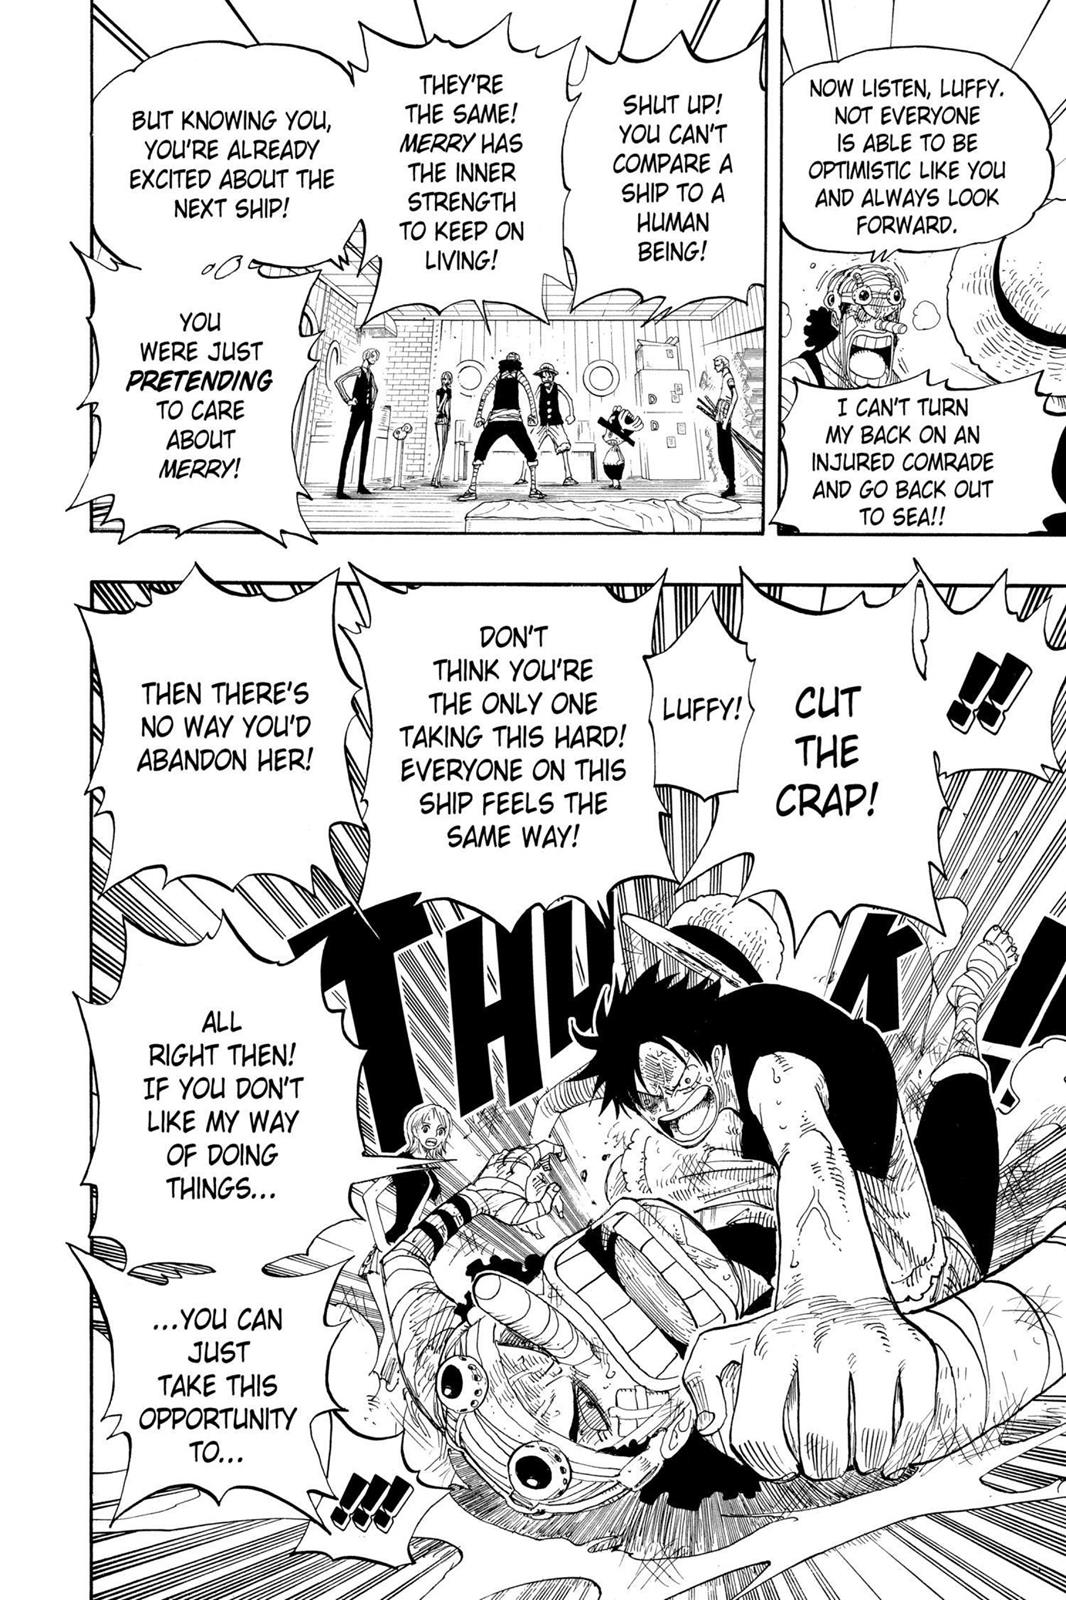 NOW LISTEN, LUFFY.
NOT EVERYONE
IS ABLE TO BE
OPTIMISTIC LIKE YOU
AND ALWAYS LOOK
FORWARD.
I CAN'T TURN
MY BACK ON AN
INJURED COMRADE
AND GO BACK OUT
TO SEA!!
SHUT UP!
YOU CAN'T
COMPARE A
SHIP TO A
HUMAN
BEING!
THEY'RE
THE SAME!
MERRY HAS
THE INNER
STRENGTH
TO KEEP ON
LIVING!
BUT KNOWING YOU,
YOU'RE ALREADY
EXCITED ABOUT THE
NEXT SHIP!
YOU
WERE JUST
PRETENDING
TO CARE
ABOUT
MERRY!
D
D
!!!
CUT
THE
CRAP!
LUFFY!
DON'T
THINK YOU'RE
THE ONLY ONE
TAKING THIS HARD!
EVERYONE ON THIS
SHIP FEELS THE
SAME WAY!
THEN THERE'S
NO WAY YOU'D
ABANDON HER!
THUNK!!
ALL
RIGHT THEN!
IF YOU DON'T
LIKE MY WAY
OF DOING
THINGS...
...YOU CAN
JUST
TAKE THIS
OPPORTUNITY
TO...
!!!!